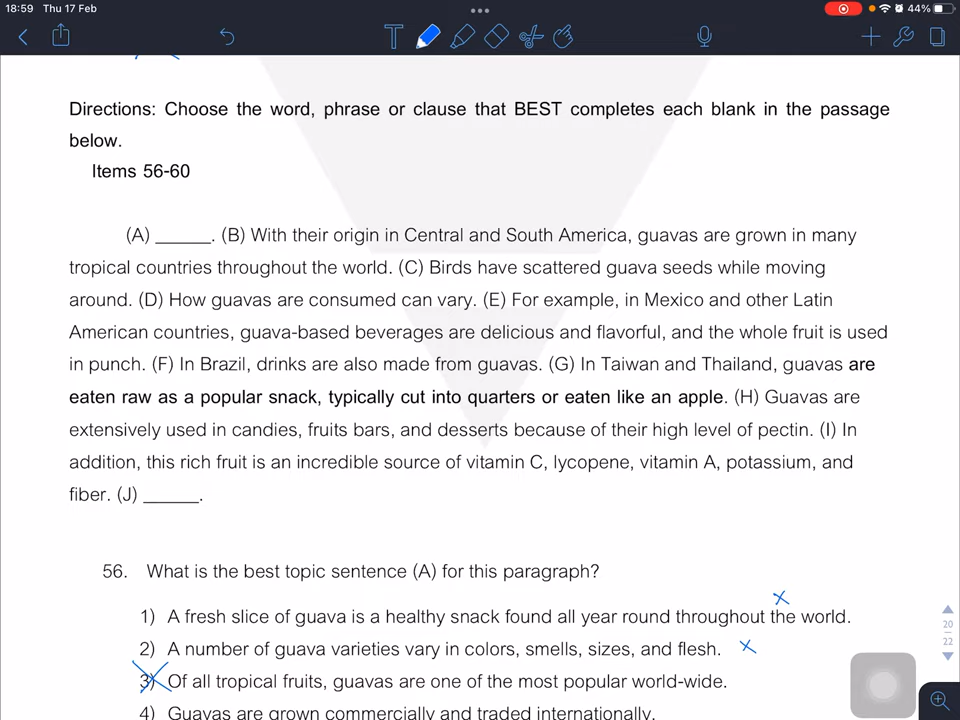 18:59 Thu 17 Feb 44%
Directions: Choose the word, phrase or clause that BEST completes each blank in the passage
below.
Items 56-60
(A) ______. (B) With their origin in Central and South America, guavas are grown in many
tropical countries throughout the world. (C) Birds have scattered guava seeds while moving
around. (D) How guavas are consumed can vary. (E) For example, in Mexico and other Latin
American countries, guava-based beverages are delicious and flavorful, and the whole fruit is used
in punch. (F) In Brazil, drinks are also made from guavas. (G) In Taiwan and Thailand, guavas are
eaten raw as a popular snack, typically cut into quarters or eaten like an apple. (H) Guavas are
extensively used in candies, fruits bars, and desserts because of their high level of pectin. (I) In
addition, this rich fruit is an incredible source of vitamin C, lycopene, vitamin A, potassium, and
fiber. (J) ______.
56. What is the best topic sentence (A) for this paragraph?
1) A fresh slice of guava is a healthy snack found all year round throughout the world.
2) A number of guava varieties vary in colors, smells, sizes, and flesh.
3) Of all tropical fruits, guavas are one of the most popular world-wide.
4) Guavas are grown commercially and traded internationally.
20
22